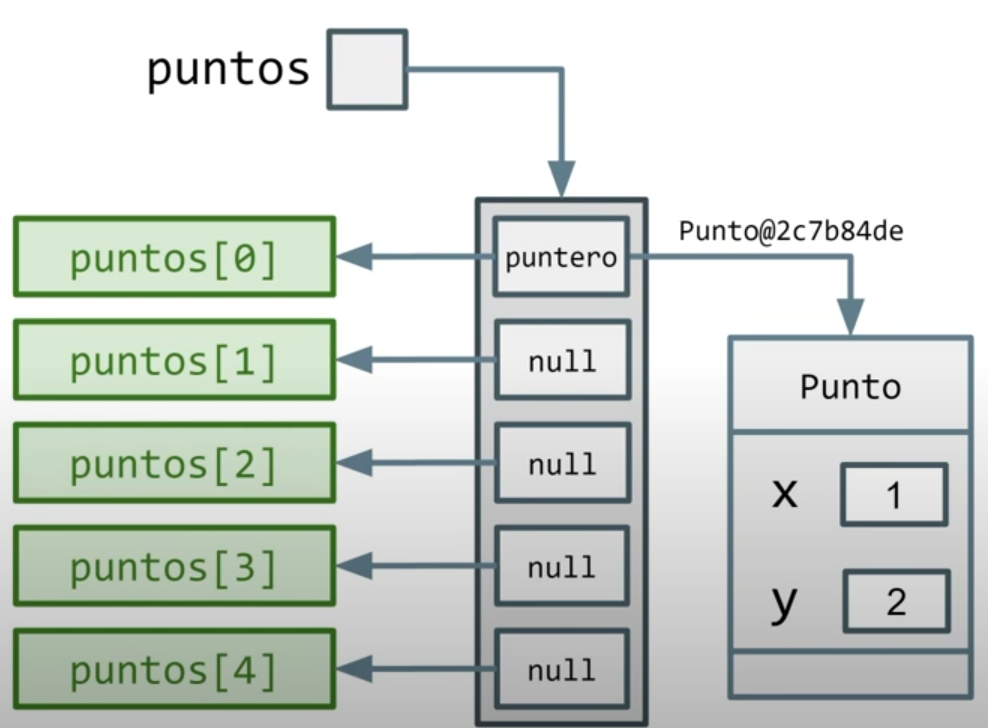 puntos
Punto@2c7b84de
puntos[0]
puntero
puntos[1]
null
puntos[2]
null
puntos[3]
null
puntos[4]
null
Punto
x
1
y
2